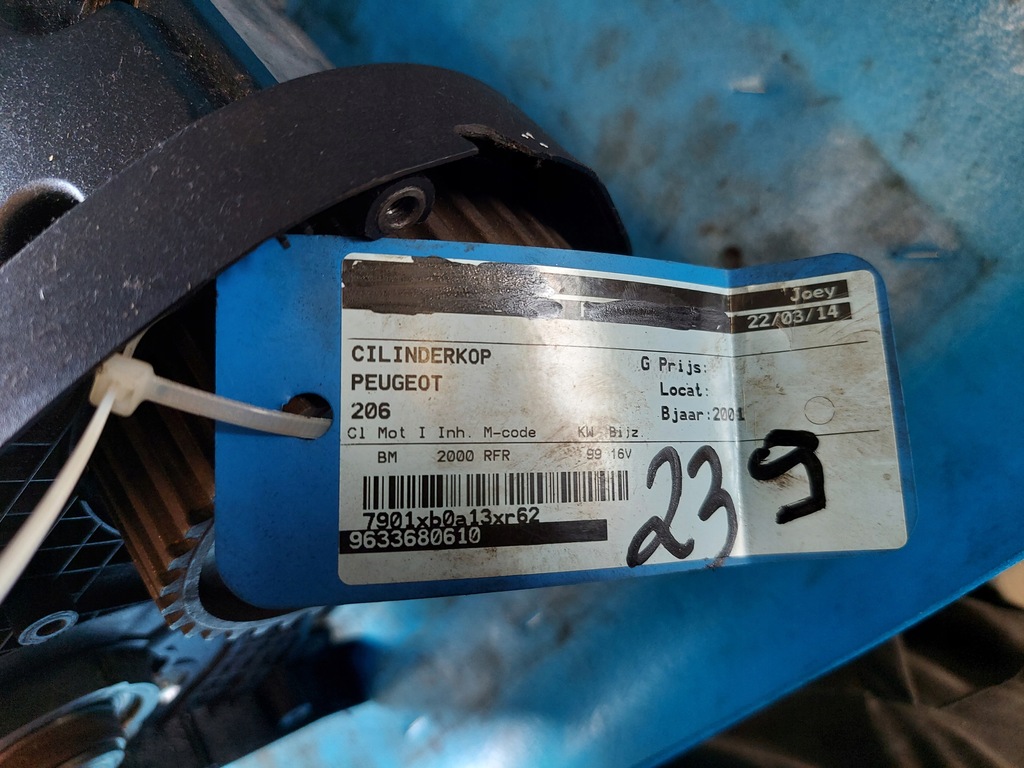 Joey
22/03/14
CILINDERKOP
PEUGEOT
206
G Prijs:
Locat:
Bjaar:2001
Cl Mot I Inh. M-code KW Bijz.
BM 2000 RFR 99 16V
7901xb0a13xr62
9633680610
239